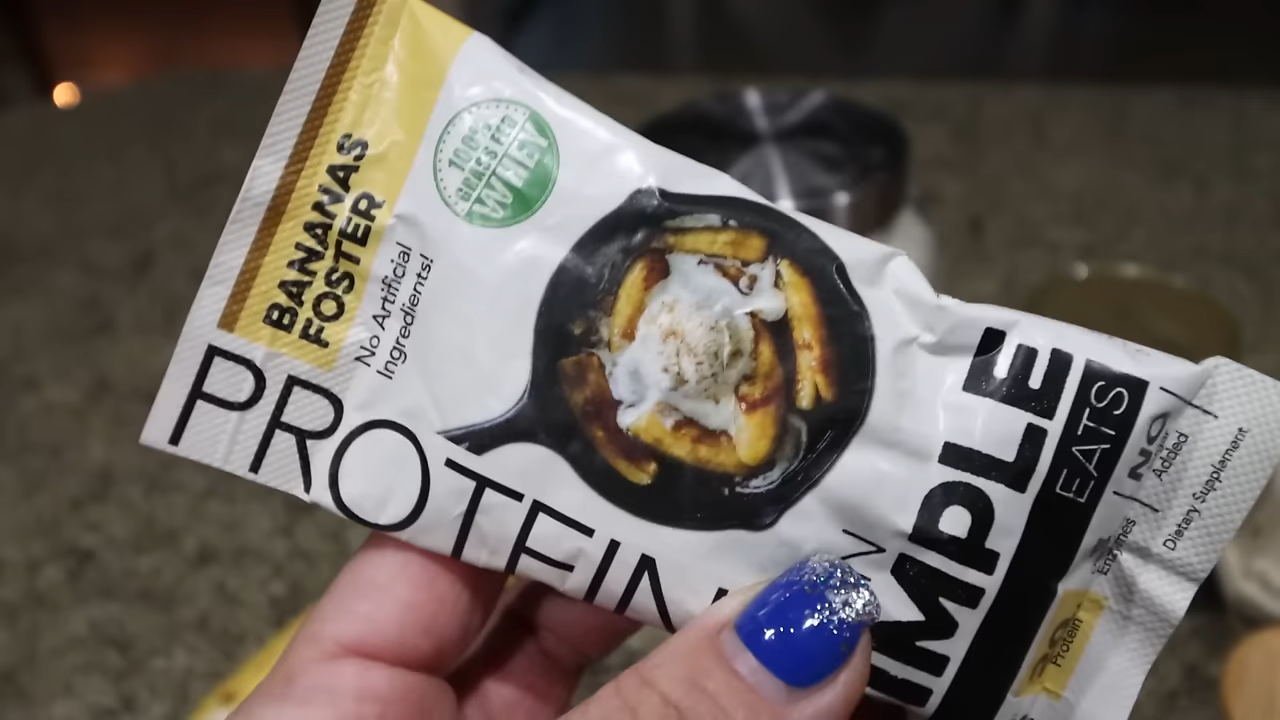 BANANAS
FOSTER
No Artificial
Ingredients!
100%
GRASS FED
WHEY
PROTEIN
IMPLE
EATS
NO
Added
Enzymes
Protein
Dietary Supplement